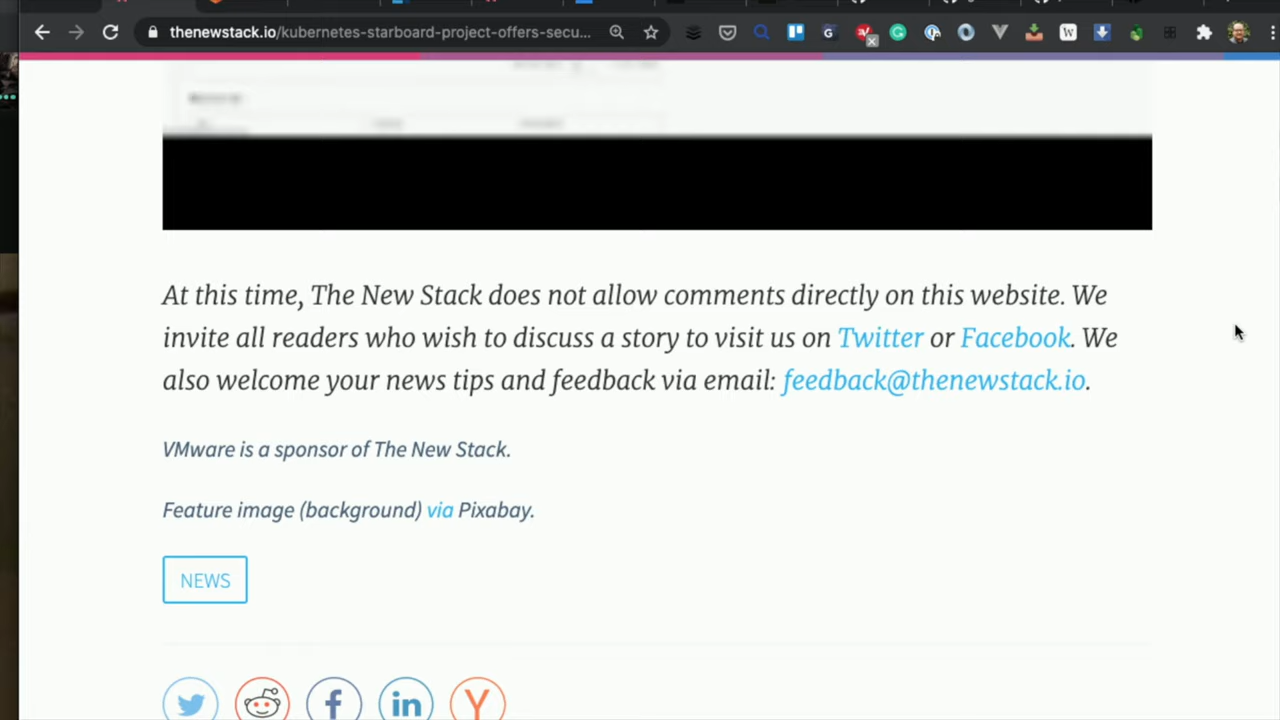 thenewstack.io/kubernetes-starboard-project-offers-secu...
At this time, The New Stack does not allow comments directly on this website. We
invite all readers who wish to discuss a story to visit us on Twitter or Facebook. We
also welcome your news tips and feedback via email: feedback@thenewstack.io.
VMware is a sponsor of The New Stack.
Feature image (background) via Pixabay.
NEWS